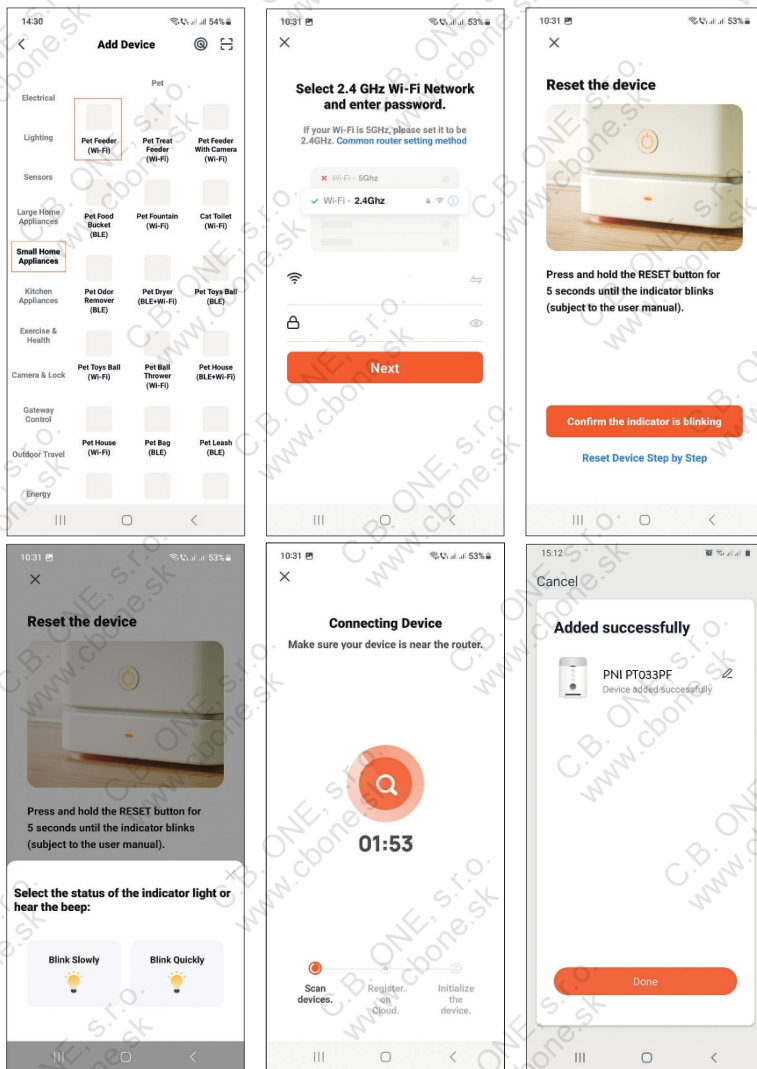 14:30
54%
Add Device
Pet
Electrical
Lighting
Pet Feeder
(Wi-Fi)
Pet Treat
Feeder
(Wi-Fi)
Pet Feeder
With Camera
(Wi-Fi)
Sensors
Large Home
Appliances
Pet Food
Bucket
(BLE)
Pet Fountain
(Wi-Fi)
Cat Toilet
(Wi-Fi)
Small Home
Appliances
Kitchen
Appliances
Pet Odor
Remover
(BLE)
Pet Dryer
(BLE+Wi-Fi)
Pet Toys Ball
(BLE)
Exercise &
Health
Camera & Lock
Pet Toys Ball
(Wi-Fi)
Pet Ball
Thrower
(Wi-Fi)
Pet House
(BLE+Wi-Fi)
Gateway
Control
Outdoor Travel
Pet House
(Wi-Fi)
Pet Bag
(BLE)
Pet Leash
(BLE)
Energy
10:31
53%
Select 2.4 GHz Wi-Fi Network
and enter password.
If your Wi-Fi is 5GHz, please set it to be
2.4GHz. Common router setting method
Wi-Fi - 5Ghz
Wi-Fi - 2.4Ghz
Next
10:31
53%
Reset the device
Press and hold the RESET button for
5 seconds until the indicator blinks
(subject to the user manual).
Confirm the indicator is blinking
Reset Device Step by Step
10:31
53%
Reset the device
Press and hold the RESET button for
5 seconds until the indicator blinks
(subject to the user manual).
Select the status of the indicator light or
hear the beep:
Blink Slowly
Blink Quickly
10:31
53%
Connecting Device
Make sure your device is near the router.
01:53
Scan
devices.
Register
on
Cloud.
Initialize
the
device.
15:12
Cancel
Added successfully
PNI PT033PF
Device added successfully
Done
C.B. ONE, s.r.o.
www.cbone.sk